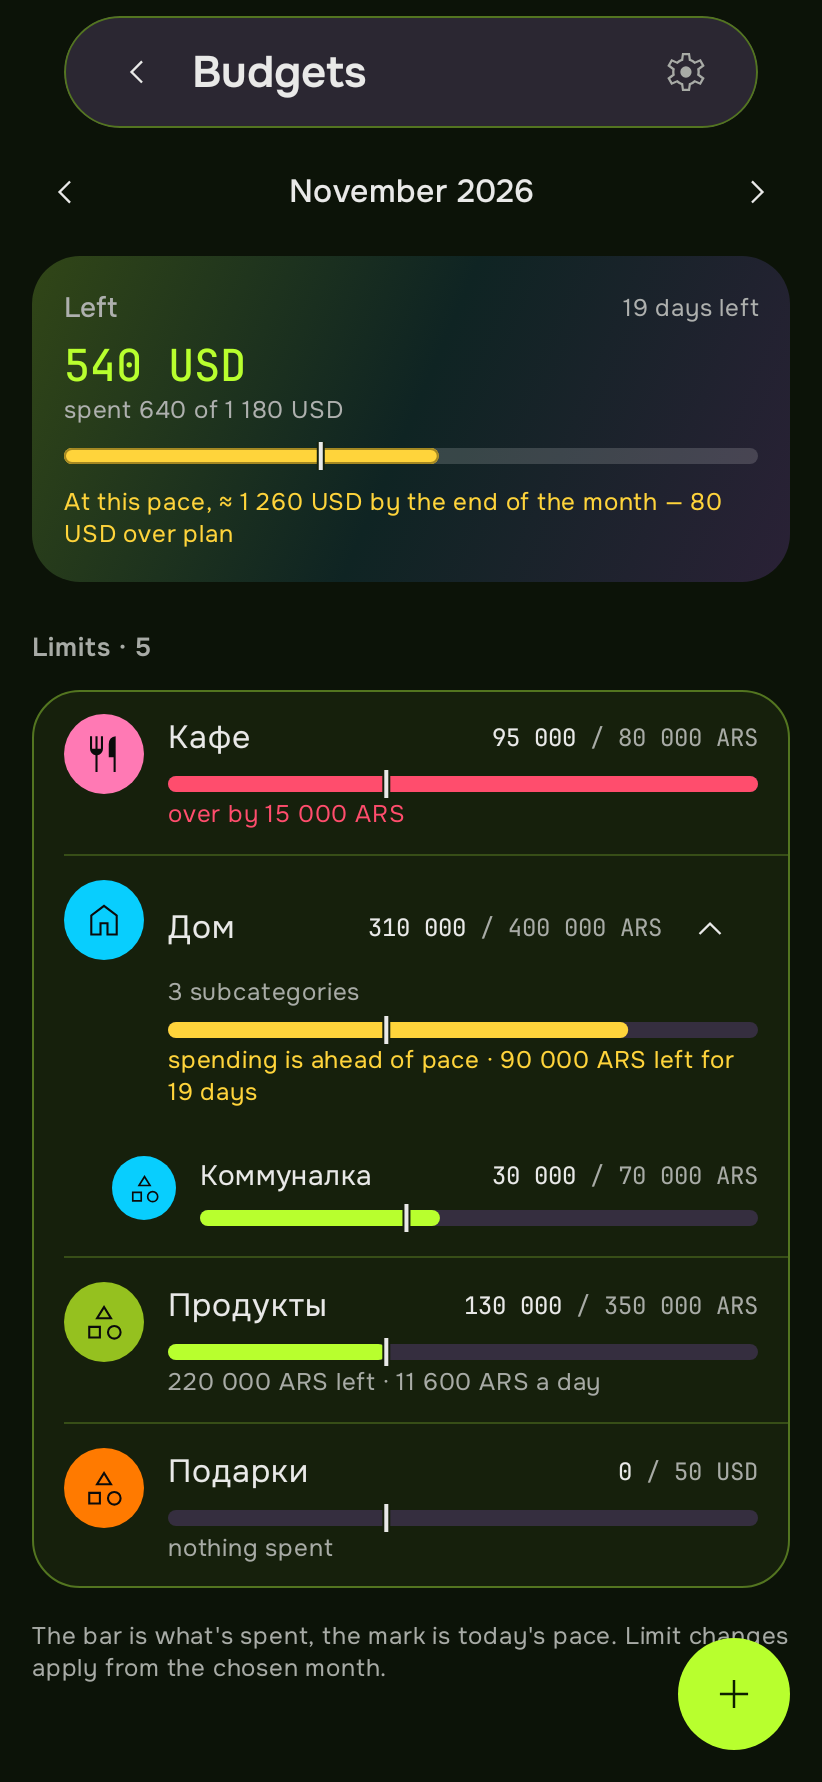 Budgets
November 2026
Left
19 days left
540 USD
spent 640 of 1 180 USD
At this pace, ≈ 1 260 USD by the end of the month — 80
USD over plan
Limits · 5
Кафе
95 000 / 80 000 ARS
over by 15 000 ARS
Дом
310 000 / 400 000 ARS
3 subcategories
spending is ahead of pace · 90 000 ARS left for
19 days
Коммуналка
30 000 / 70 000 ARS
Продукты
130 000 / 350 000 ARS
220 000 ARS left · 11 600 ARS a day
Подарки
0 / 50 USD
nothing spent
The bar is what's spent, the mark is today's pace. Limit changes
apply from the chosen month.